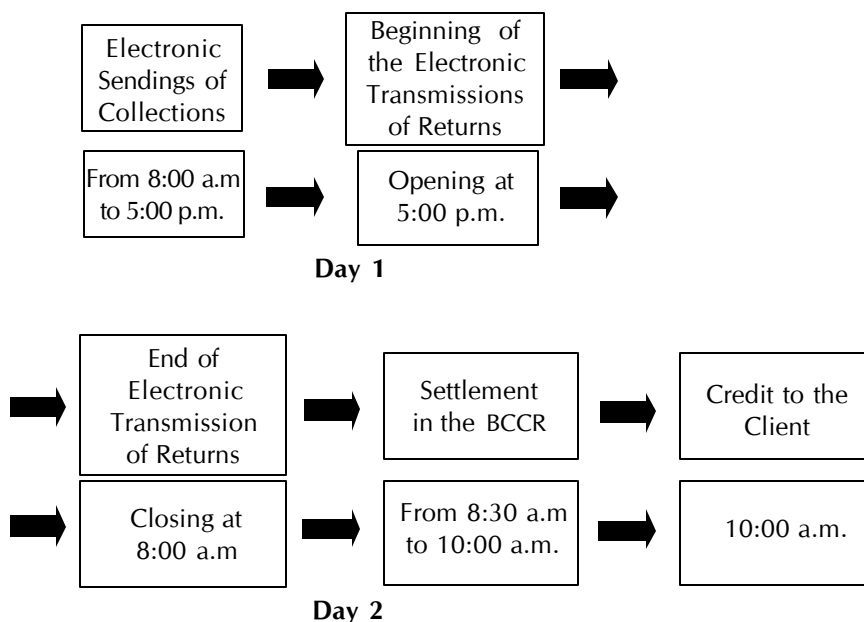 Electronic
Sendings of
Collections
Beginning of
the Electronic
Transmissions
of Returns
From 8:00 a.m
to 5:00 p.m.
Opening at
5:00 p.m.
Day 1
End of
Electronic
Transmission
of Returns
Settlement
in the BCCR
Credit to the
Client
Closing at
8:00 a.m
From 8:30 a.m
to 10:00 a.m.
10:00 a.m.
Day 2